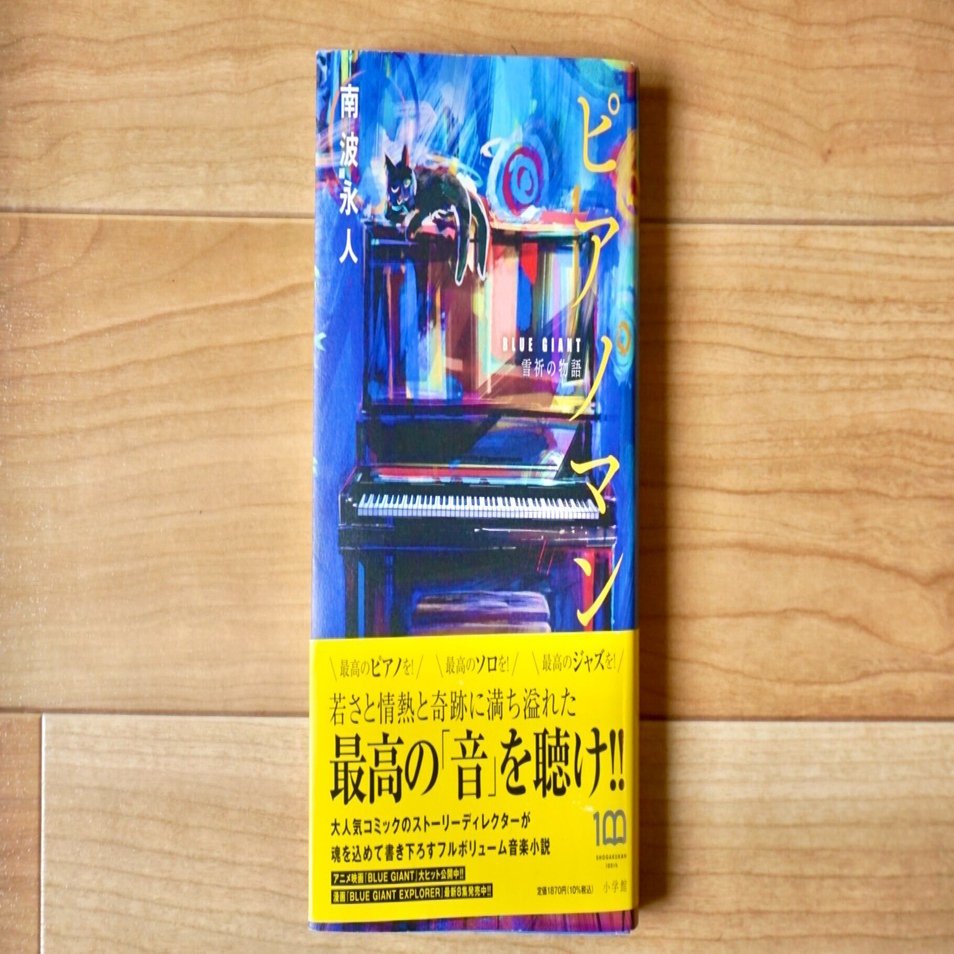 ピアノマン
BLUE GIANT
雪祈の物語
南波永人
\最高のピアノを!/ \最高のソロを!/ \最高のジャズを!/
若さと情熱と奇跡に満ち溢れた
最高の「音」を聴け!!
大人気コミックのストーリーディレクターが
魂を込めて書き下ろすフルボリューム音楽小説
アニメ映画「BLUE GIANT」大ヒット公開中!!
漫画「BLUE GIANT EXPLORER」最新8集発売中!!
100
SHOGAKUKAN
定価1870円(10%税込)
小学館